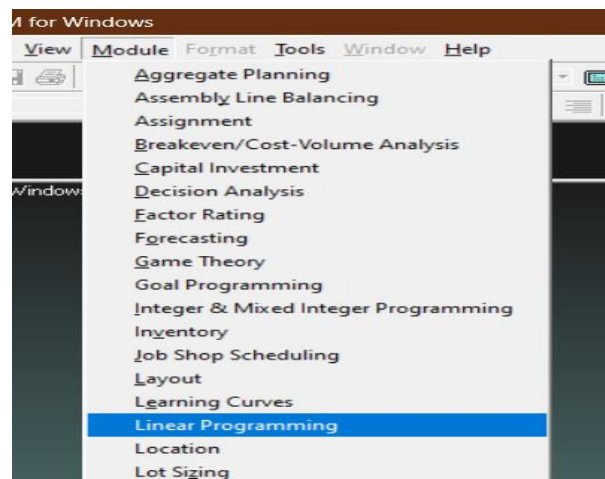 M for Windows
View Module Format Tools Window Help
Aggregate Planning
Assembly Line Balancing
Assignment
Breakeven/Cost-Volume Analysis
Capital Investment
Windows
Decision Analysis
Factor Rating
Forecasting
Game Theory
Goal Programming
Integer & Mixed Integer Programming
Inventory
Job Shop Scheduling
Layout
Learning Curves
Linear Programming
Location
Lot Sizing